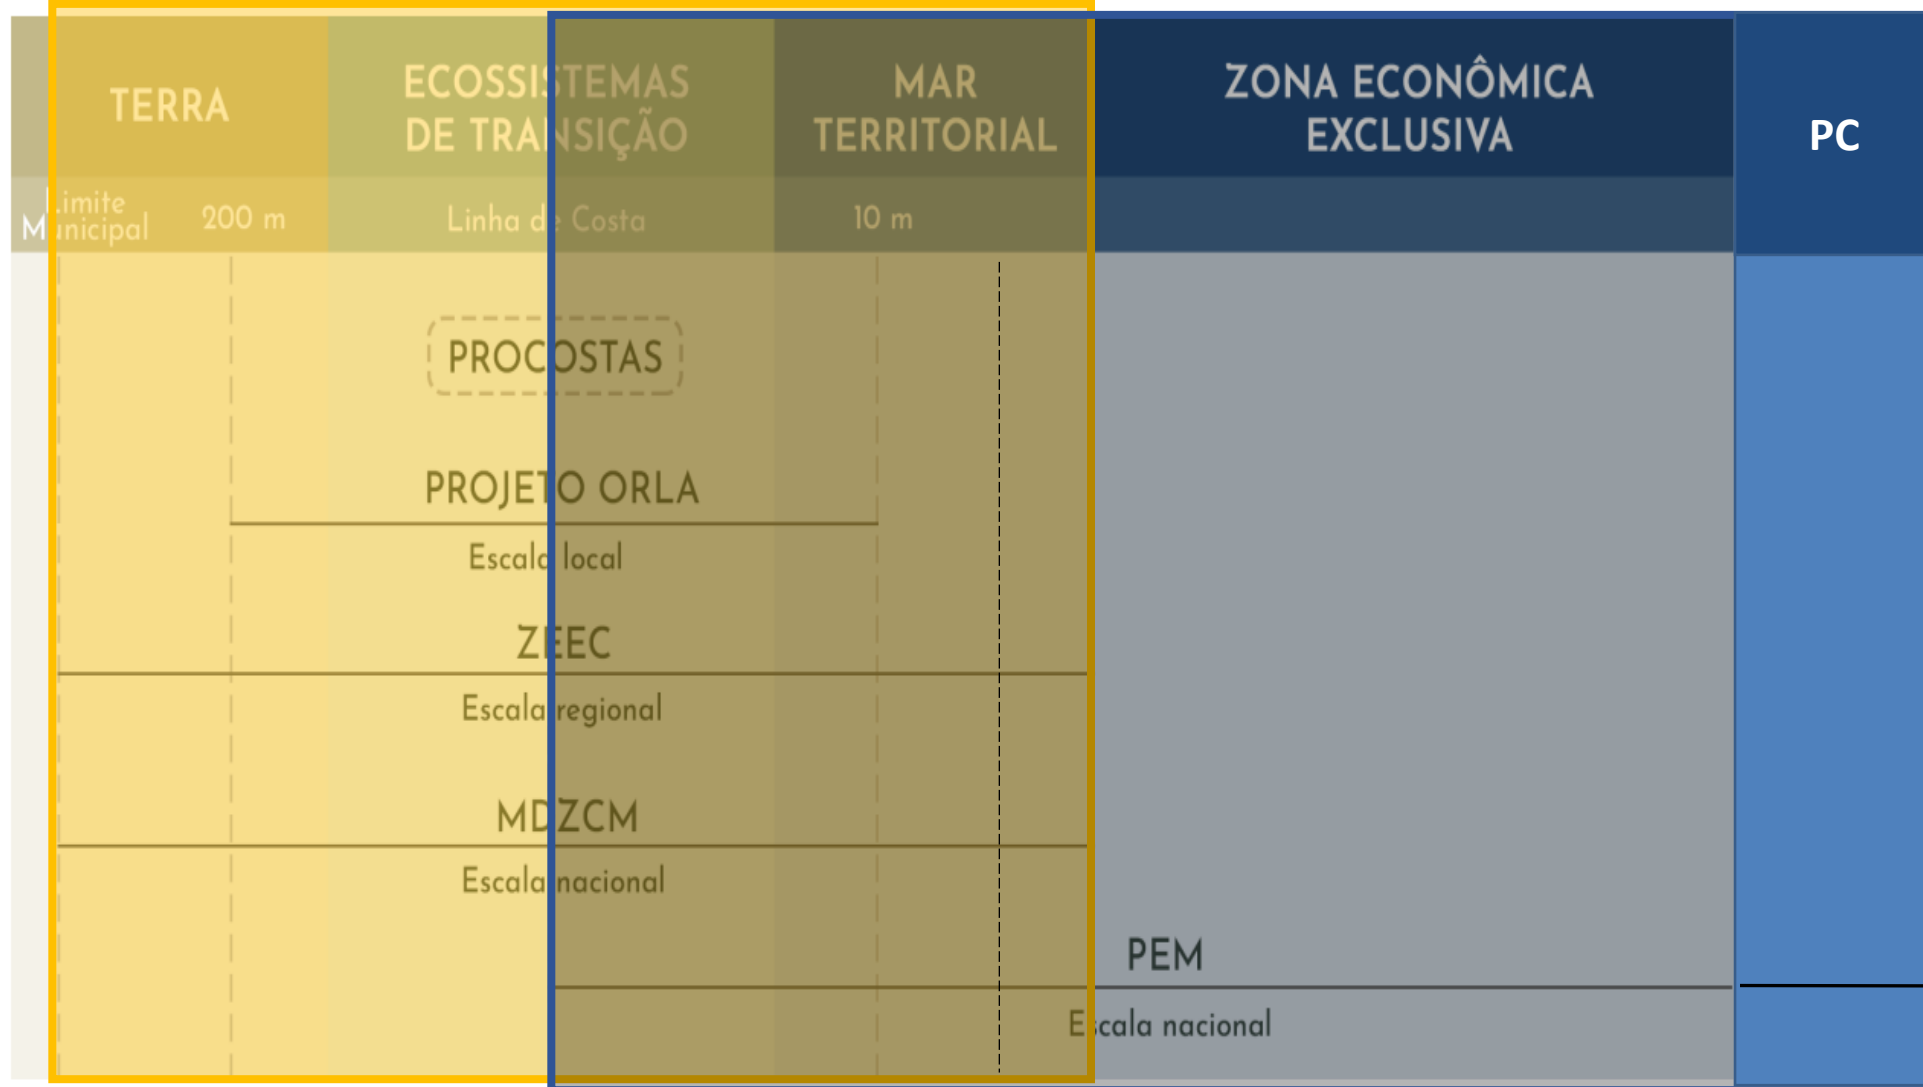 TERRA
ECOSSISTEMAS
DE TRANSIÇÃO
MAR
TERRITORIAL
ZONA ECONÔMICA
EXCLUSIVA
PC
Limite
Municipal
200 m
Linha de Costa
10 m
PROCOSTAS
PROJETO ORLA
Escala local
ZEEC
Escala regional
MDZCM
Escala nacional
PEM
Escala nacional